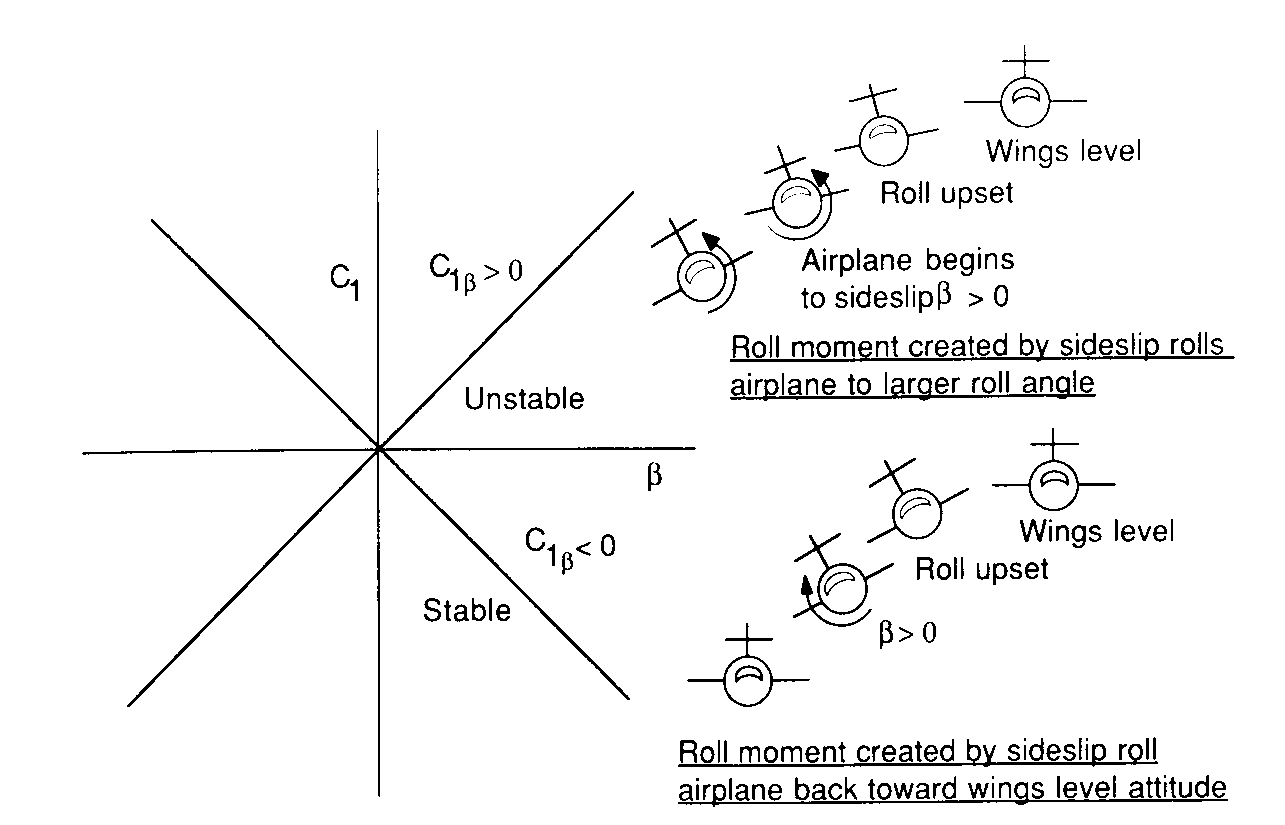 C1
C1β > 0
Unstable
β
C1β < 0
Stable
Wings level
Roll upset
Airplane begins
to sideslip β > 0
Roll moment created by sideslip rolls
airplane to larger roll angle
Wings level
Roll upset
β > 0
Roll moment created by sideslip roll
airplane back toward wings level attitude